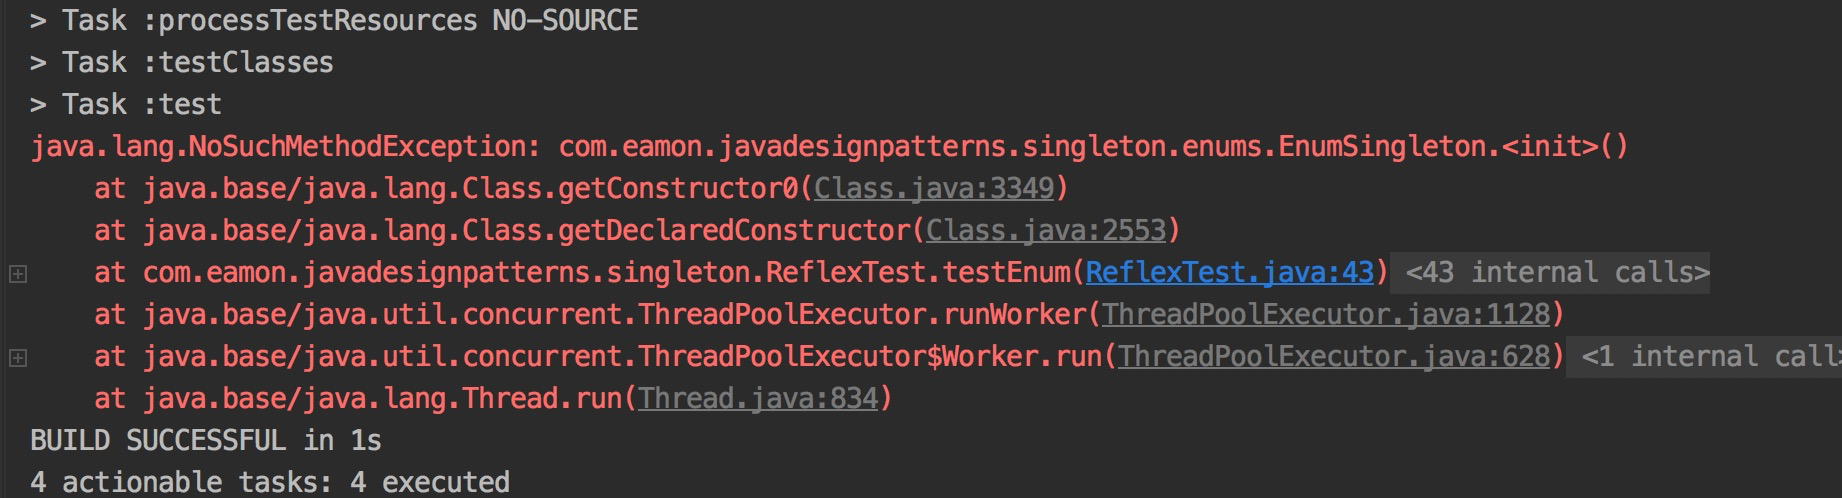 > Task :processTestResources NO-SOURCE
> Task :testClasses
> Task :test
java.lang.NoSuchMethodException: com.eamon.javadesignpatterns.singleton.enums.EnumSingleton.<init>()
at java.base/java.lang.Class.getConstructor0(Class.java:3349)
at java.base/java.lang.Class.getDeclaredConstructor(Class.java:2553)
at com.eamon.javadesignpatterns.singleton.ReflexTest.testEnum(ReflexTest.java:43) <43 internal calls>
at java.base/java.util.concurrent.ThreadPoolExecutor.runWorker(ThreadPoolExecutor.java:1128)
at java.base/java.util.concurrent.ThreadPoolExecutor$Worker.run(ThreadPoolExecutor.java:628) <1 internal call>
at java.base/java.lang.Thread.run(Thread.java:834)
BUILD SUCCESSFUL in 1s
4 actionable tasks: 4 executed